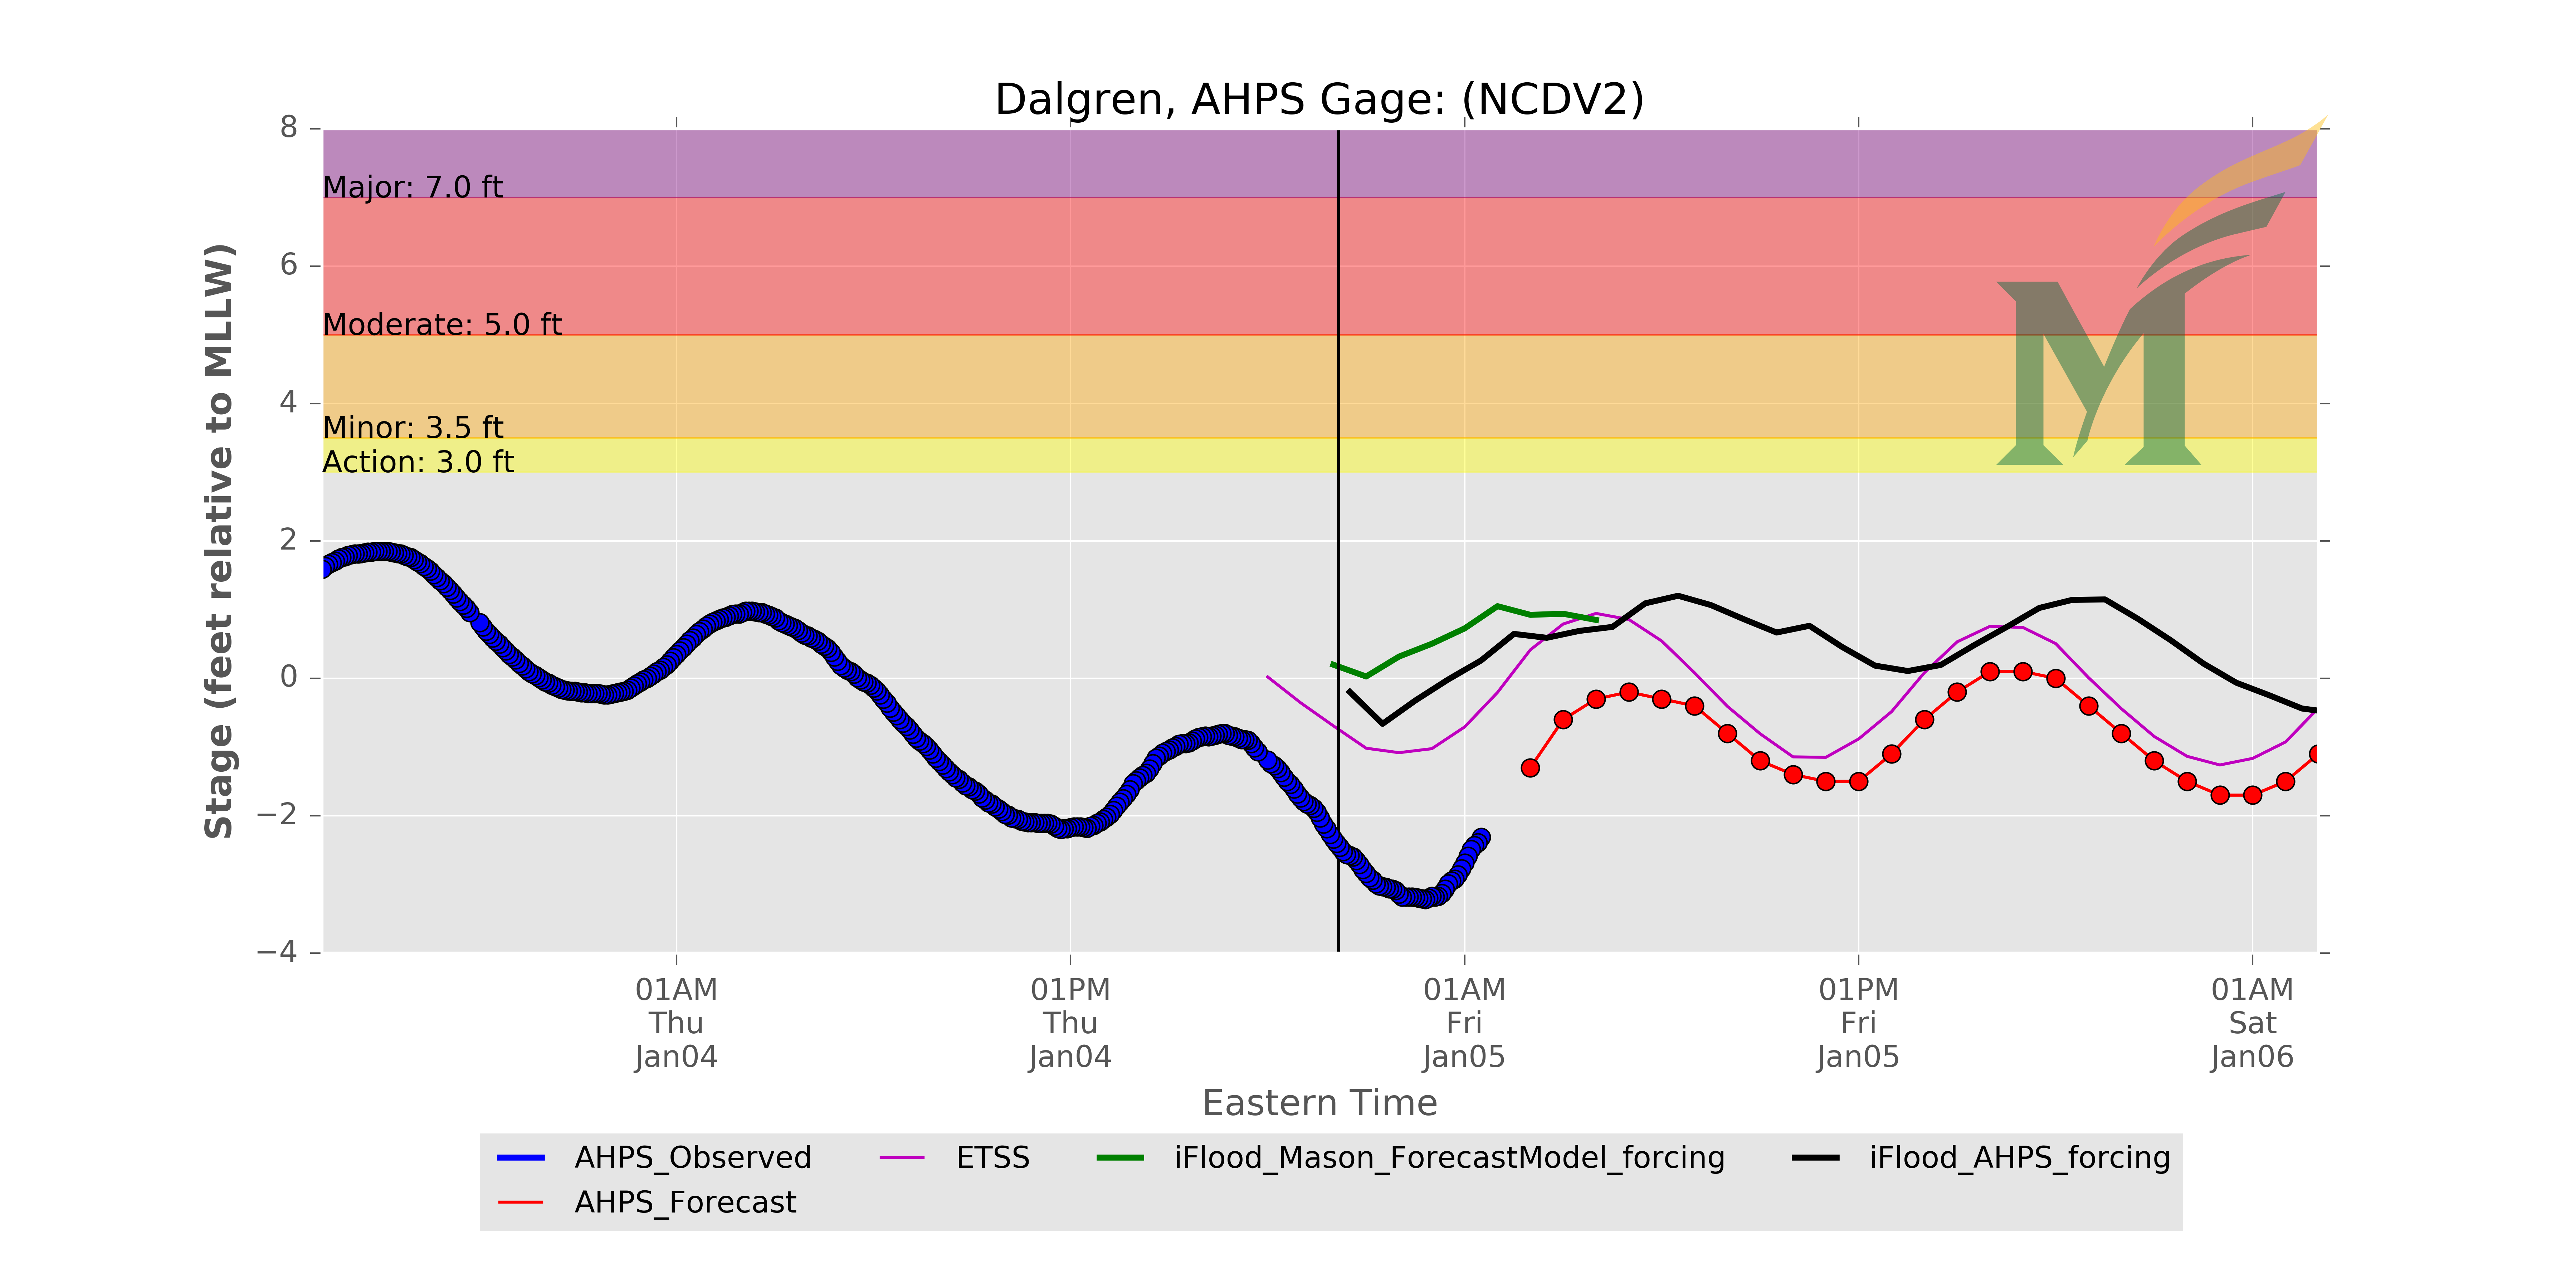 Dalgren, AHPS Gage: (NCDV2)
8
Major: 7.0 ft
6
Moderate: 5.0 ft
4
Minor: 3.5 ft
Action: 3.0 ft
2
0
−2
−4
Stage (feet relative to MLLW)
01AM 01PM 01AM 01PM 01AM
Thu Thu Fri Fri Sat
Jan04 Jan04 Jan05 Jan05 Jan06
Eastern Time
AHPS_Observed ETSS iFlood_Mason_ForecastModel_forcing iFlood_AHPS_forcing
AHPS_Forecast
M